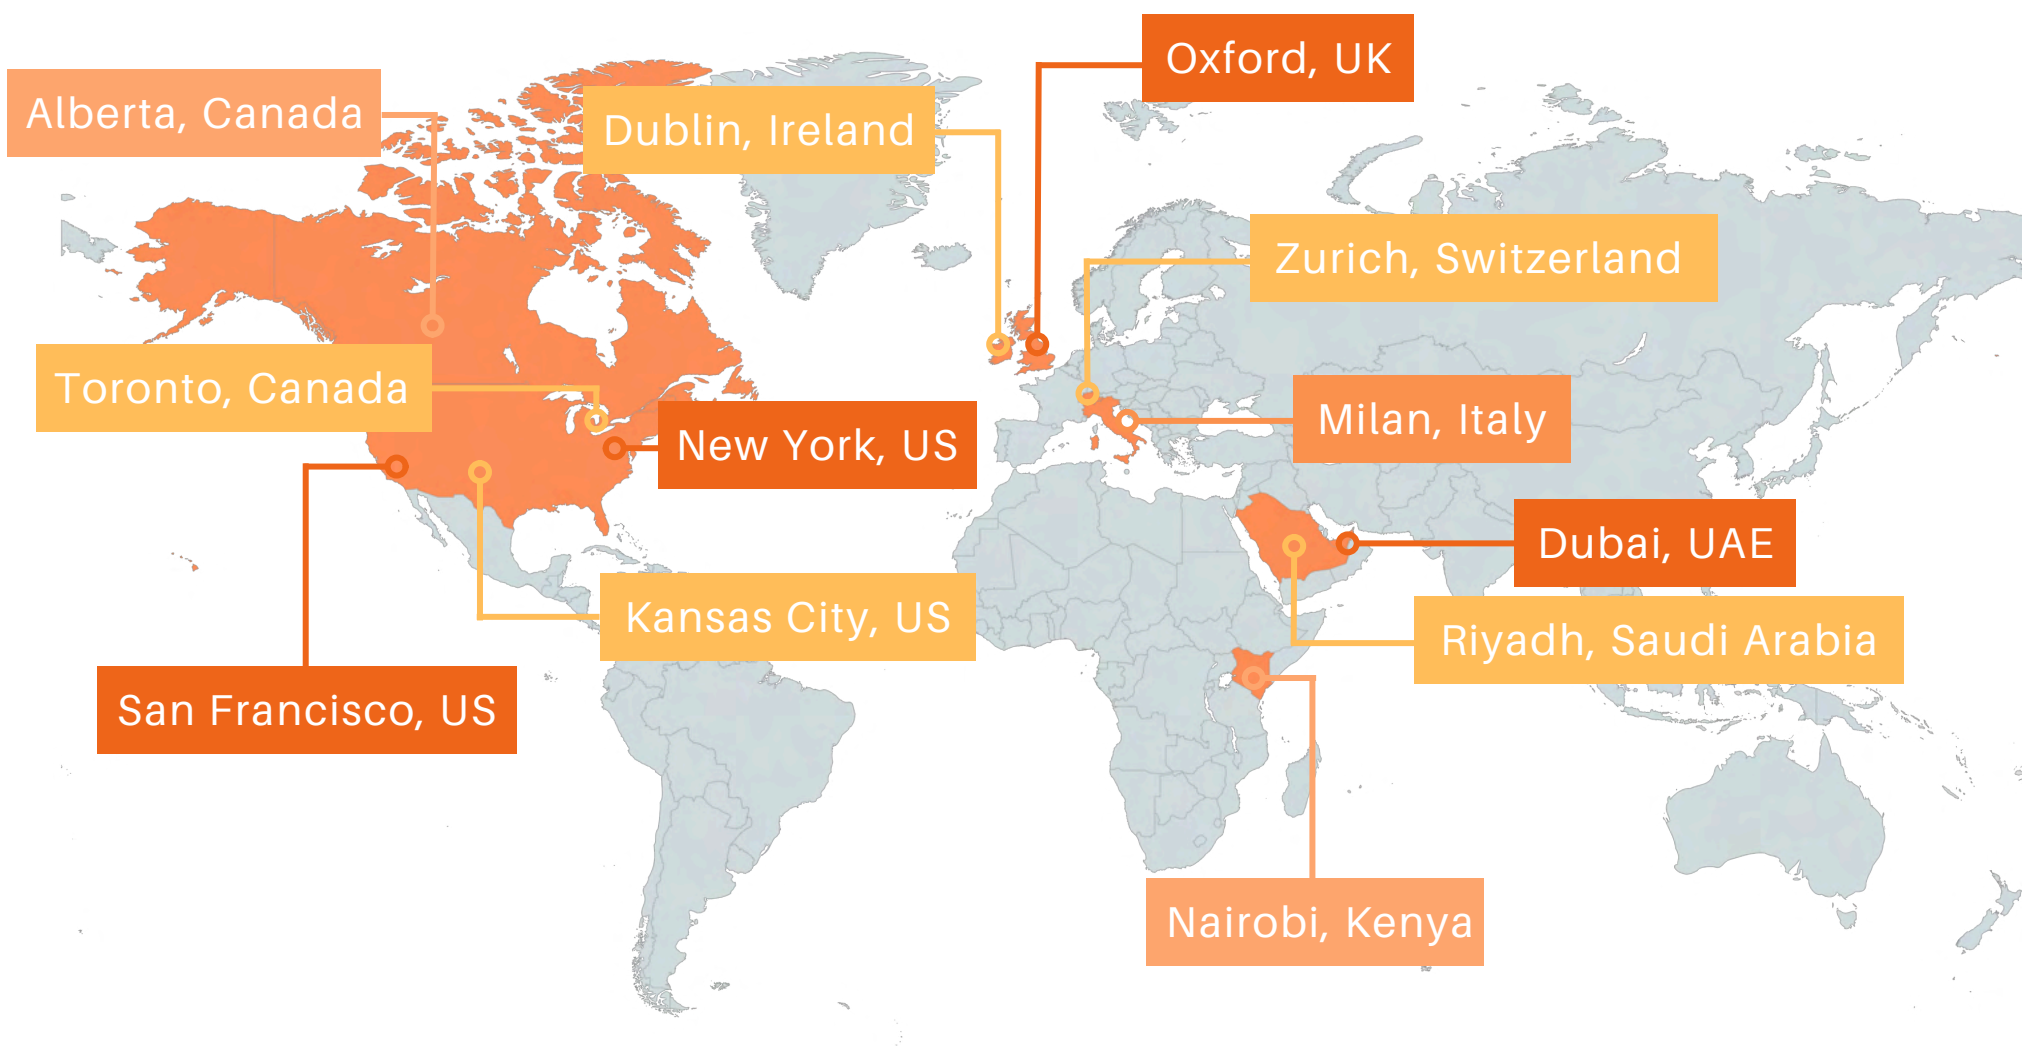 Oxford, UK
Alberta, Canada
Dublin, Ireland
Zurich, Switzerland
Toronto, Canada
New York, US
Milan, Italy
Dubai, UAE
Kansas City, US
Riyadh, Saudi Arabia
San Francisco, US
Nairobi, Kenya